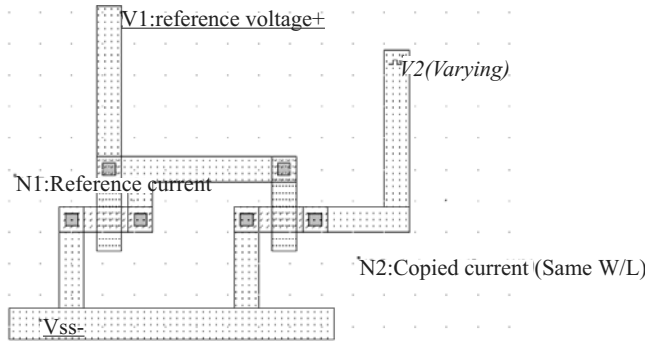 V1:reference voltage+
V2(Varying)
N1:Reference current
N2:Copied current (Same W/L)
Vss-